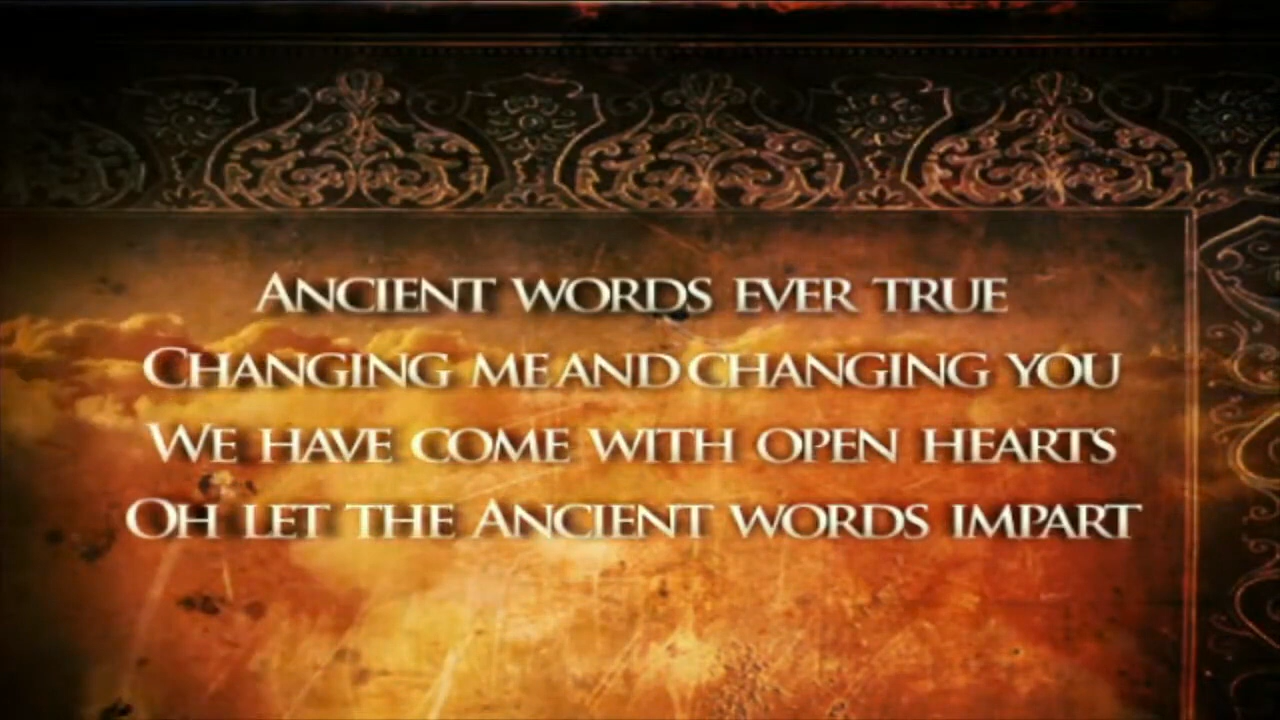 Ancient words ever true
Changing me and changing you
We have come with open hearts
Oh let the Ancient words impart